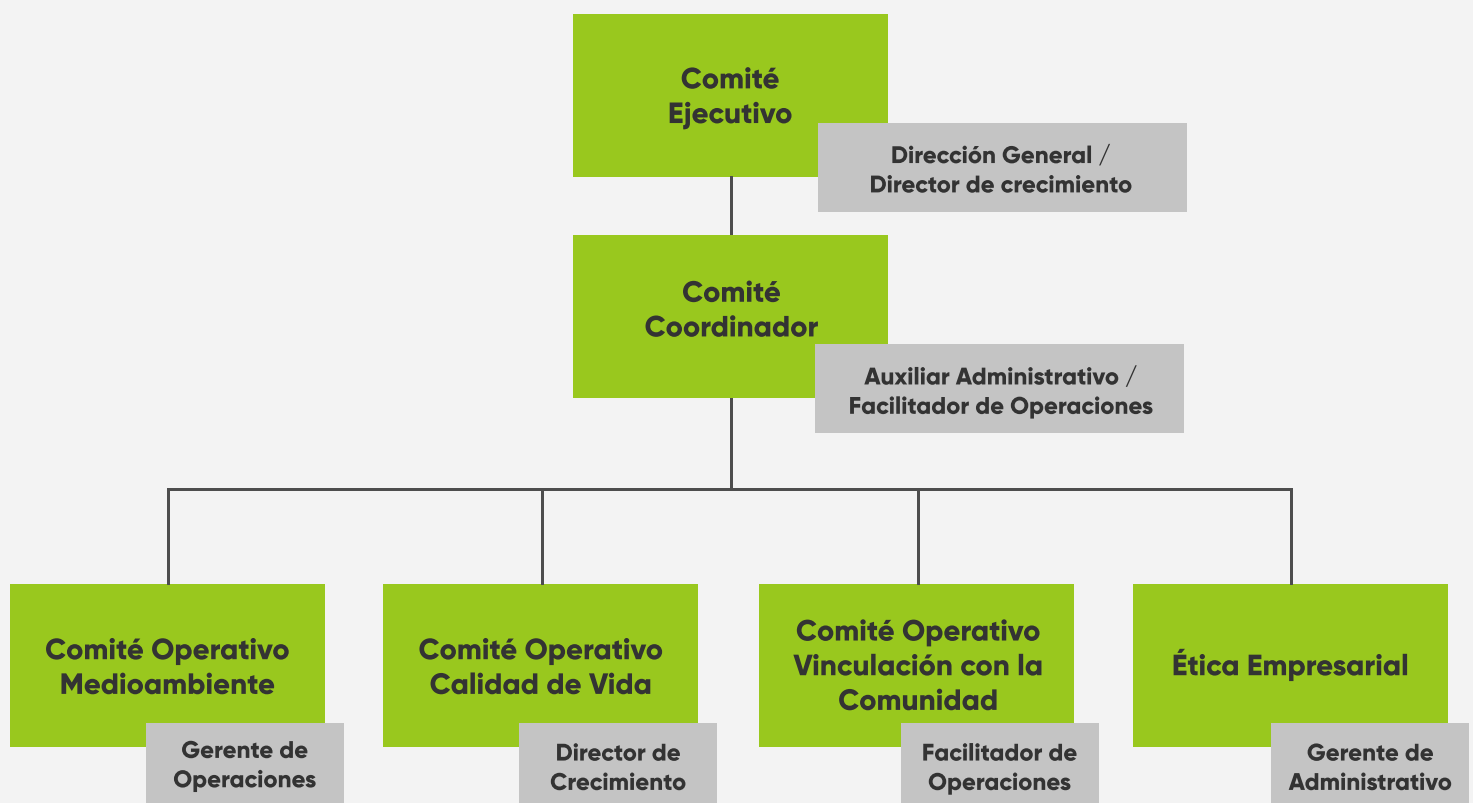 Comité
Ejecutivo
Dirección General /
Director de crecimiento
Comité
Coordinador
Auxiliar Administrativo /
Facilitador de Operaciones
Comité Operativo
Medioambiente
Gerente de
Operaciones
Comité Operativo
Calidad de Vida
Director de
Crecimiento
Comité Operativo
Vinculación con la
Comunidad
Facilitador de
Operaciones
Ética Empresarial
Gerente de
Administrativo